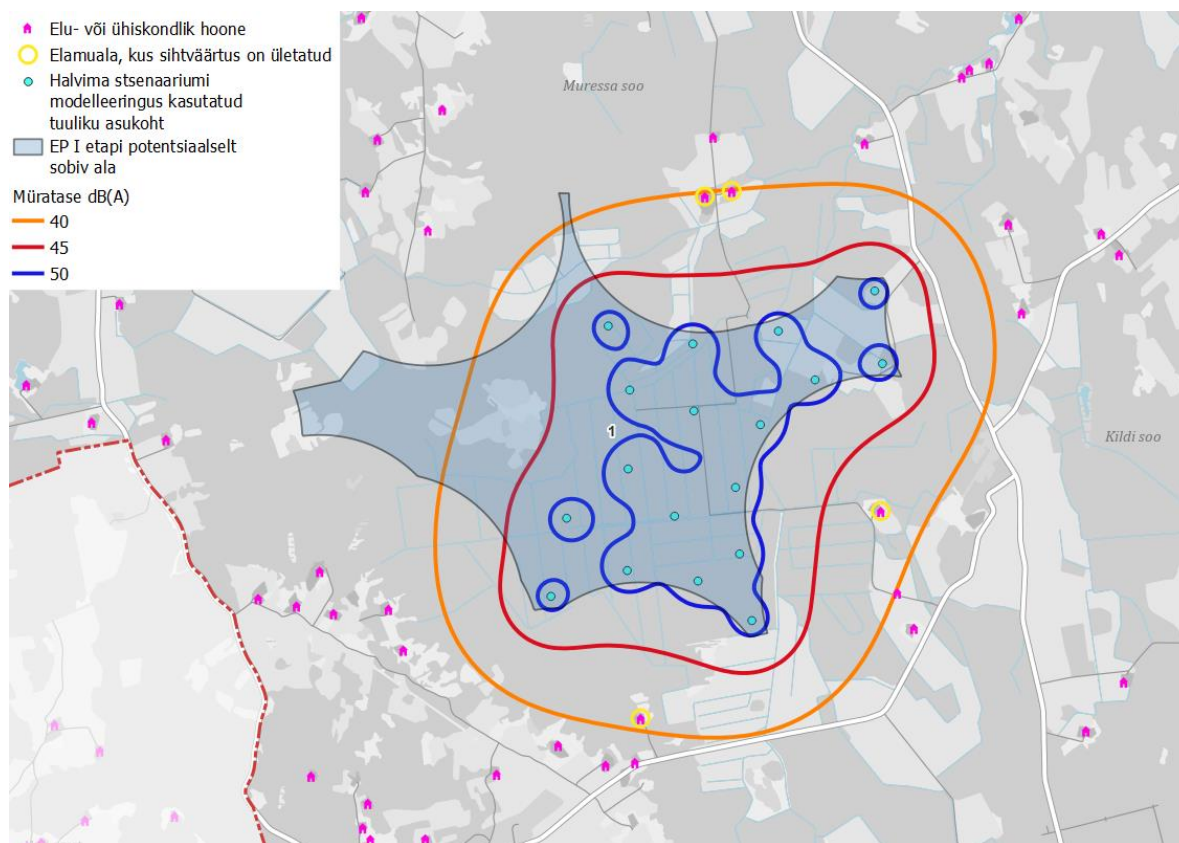 Elu- või ühiskondlik hoone
Elamuala, kus sihtväärtus on ületatud
Halvima stsenaariumi
modelleeringus kasutatud
tuuliku asukoht
EP I etapi potentsiaalselt
sobiv ala
Müratase dB(A)
40
45
50
Muressa soo
1
Kildi soo